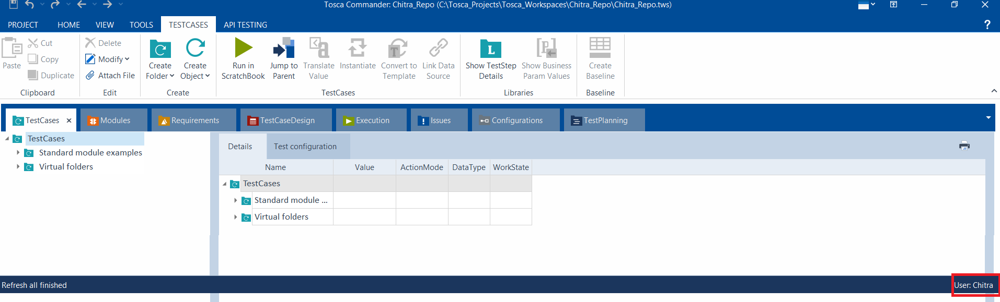 Tosca Commander: Chitra_Repo (C:\Tosca_Projects\Tosca_Workspaces\Chitra_Repo\Chitra_Repo.tws)
PROJECT HOME VIEW TOOLS TESTCASES API TESTING ?
Paste
Cut
Copy
Duplicate
Clipboard
Delete
Modify
Attach File
Edit
Create Folder
Create Object
Create
Run in ScratchBook
Jump to Parent
Translate Value
Instantiate
Convert to Template
Link Data Source
TestCases
Show TestStep Details
Show Business Param Values
Libraries
Create Baseline
Baseline
TestCases × Modules Requirements TestCaseDesign Execution Issues Configurations TestPlanning
TestCases
Standard module examples
Virtual folders
Details Test configuration
Name Value ActionMode DataType WorkState
TestCases
Standard module ...
Virtual folders
Refresh all finished
User: Chitra